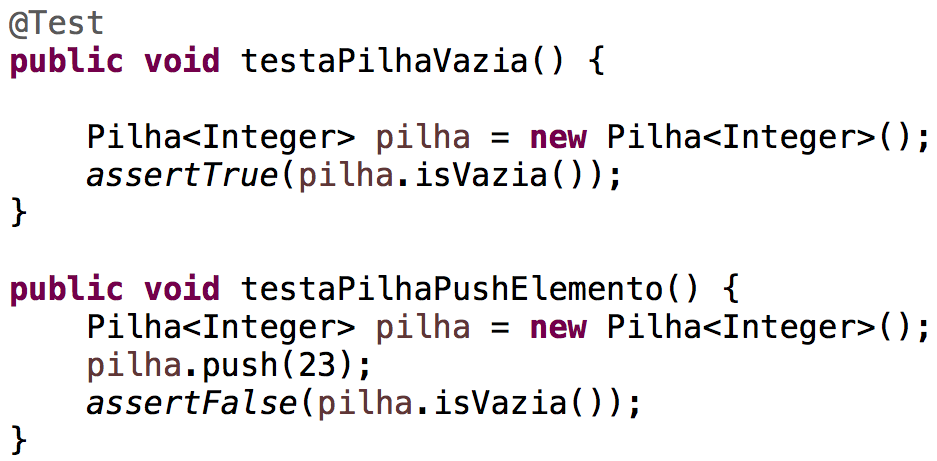 @Test
public void testaPilhaVazia() {
Pilha<Integer> pilha = new Pilha<Integer>();
assertTrue(pilha.isVazia());
}
public void testaPilhaPushElemento() {
Pilha<Integer> pilha = new Pilha<Integer>();
pilha.push(23);
assertFalse(pilha.isVazia());
}